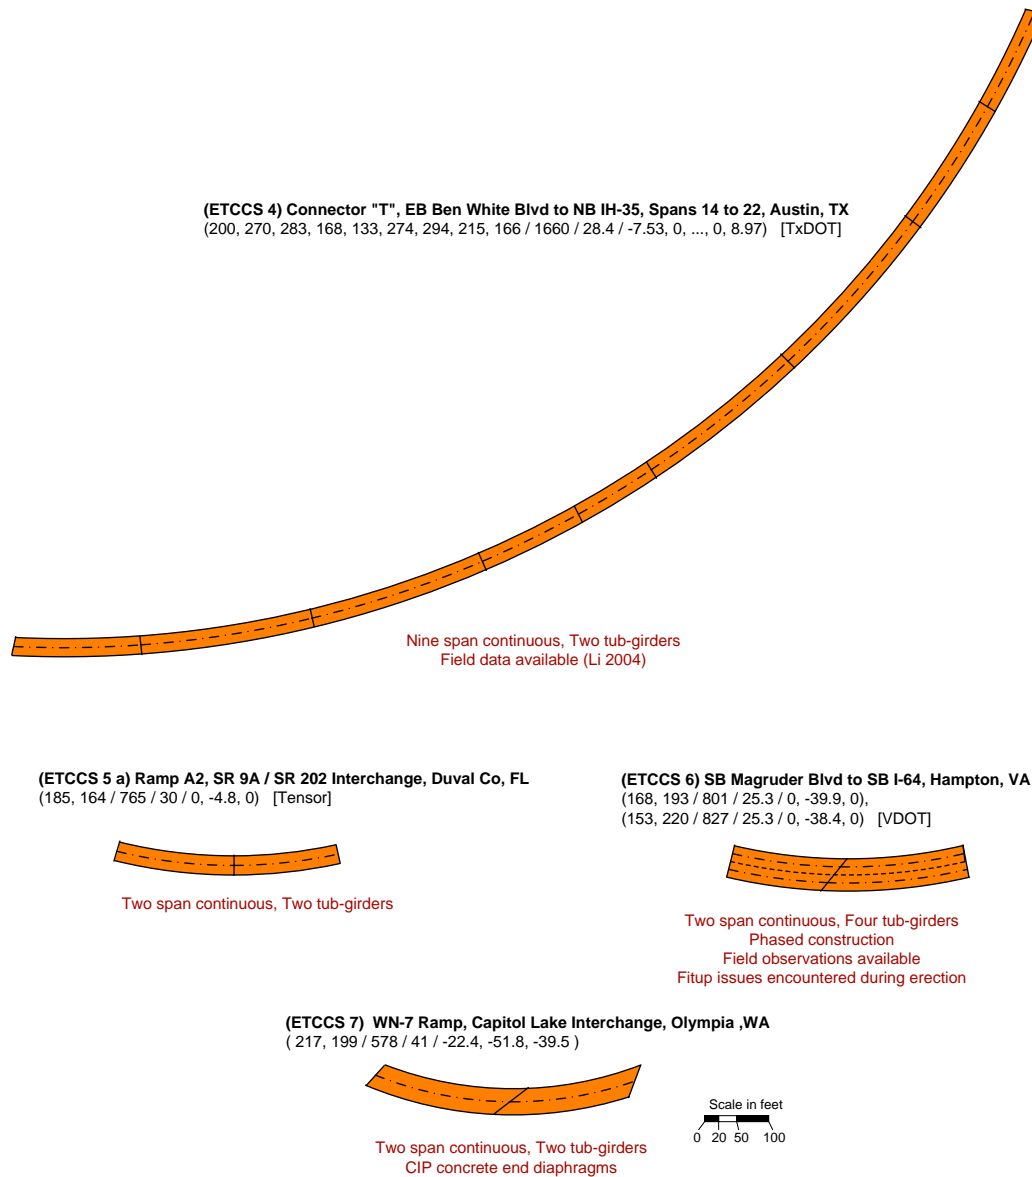 (ETCCS 4) Connector "T", EB Ben White Blvd to NB IH-35, Spans 14 to 22, Austin, TX
(200, 270, 283, 168, 133, 274, 294, 215, 166 / 1660 / 28.4 / -7.53, 0, ..., 0, 8.97) [TxDOT]
Nine span continuous, Two tub-girders
Field data available (Li 2004)
(ETCCS 5 a) Ramp A2, SR 9A / SR 202 Interchange, Duval Co, FL
(185, 164 / 765 / 30 / 0, -4.8, 0) [Tensor]
Two span continuous, Two tub-girders
(ETCCS 6) SB Magruder Blvd to SB I-64, Hampton, VA
(168, 193 / 801 / 25.3 / 0, -39.9, 0),
(153, 220 / 827 / 25.3 / 0, -38.4, 0) [VDOT]
Two span continuous, Four tub-girders
Phased construction
Field observations available
Fitup issues encountered during erection
(ETCCS 7) WN-7 Ramp, Capitol Lake Interchange, Olympia ,WA
( 217, 199 / 578 / 41 / -22.4, -51.8, -39.5 )
Two span continuous, Two tub-girders
CIP concrete end diaphragms
Scale in feet
0 20 50 100